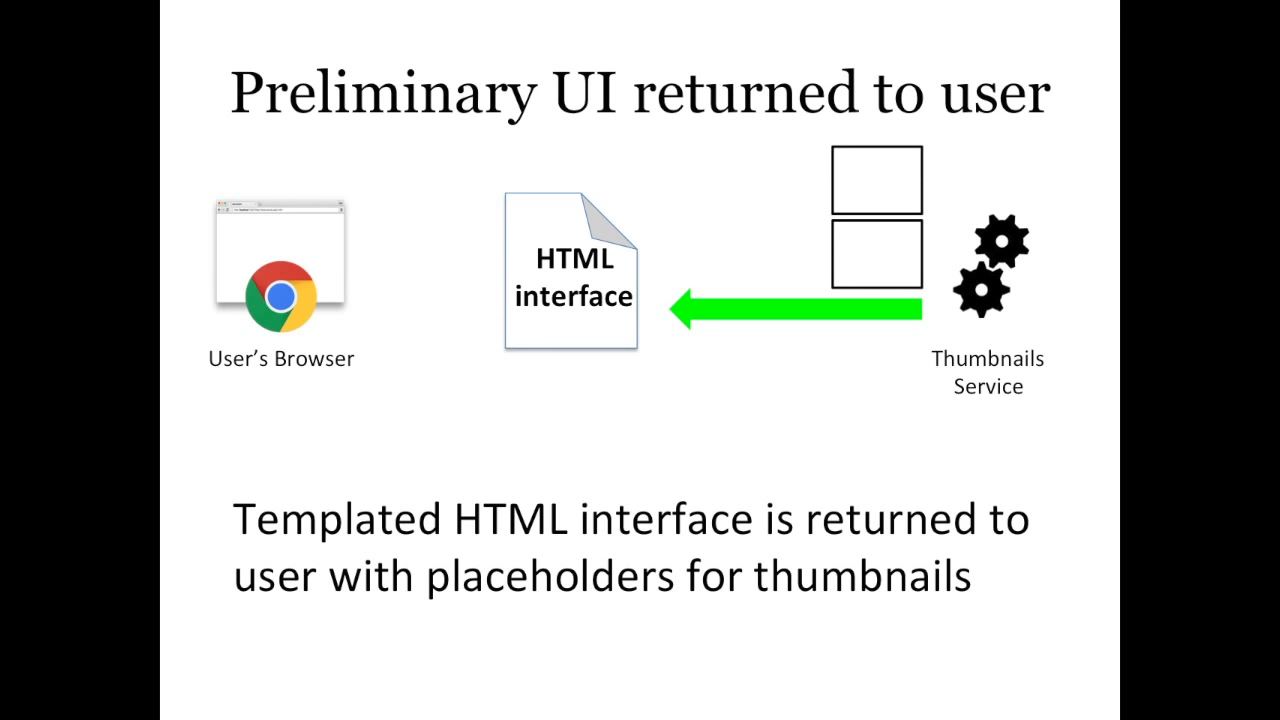 Preliminary UI returned to user
HTML
interface
User’s Browser
Thumbnails
Service
Templated HTML interface is returned to
user with placeholders for thumbnails